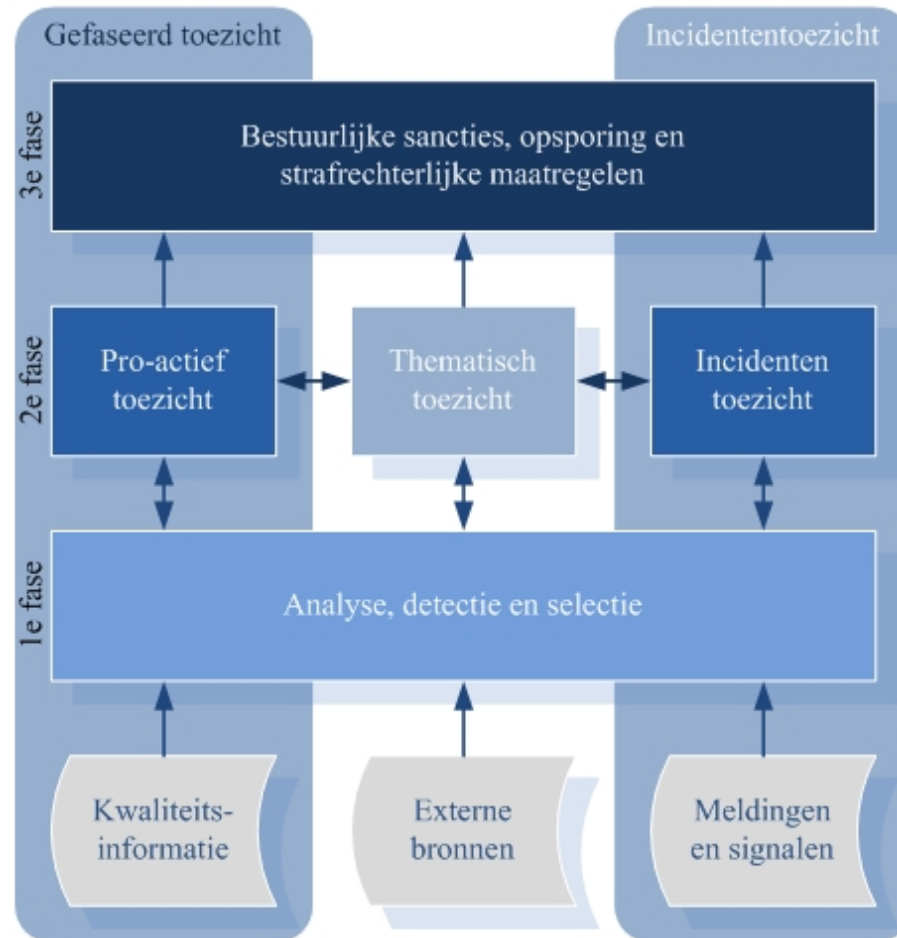 Gefaseerd toezicht
Incidententoezicht
3e fase
Bestuurlijke sancties, opsporing en
strafrechterlijke maatregelen
2e fase
Pro-actief
toezicht
Thematisch
toezicht
Incidenten
toezicht
1e fase
Analyse, detectie en selectie
Kwaliteits-
informatie
Externe
bronnen
Meldingen
en signalen